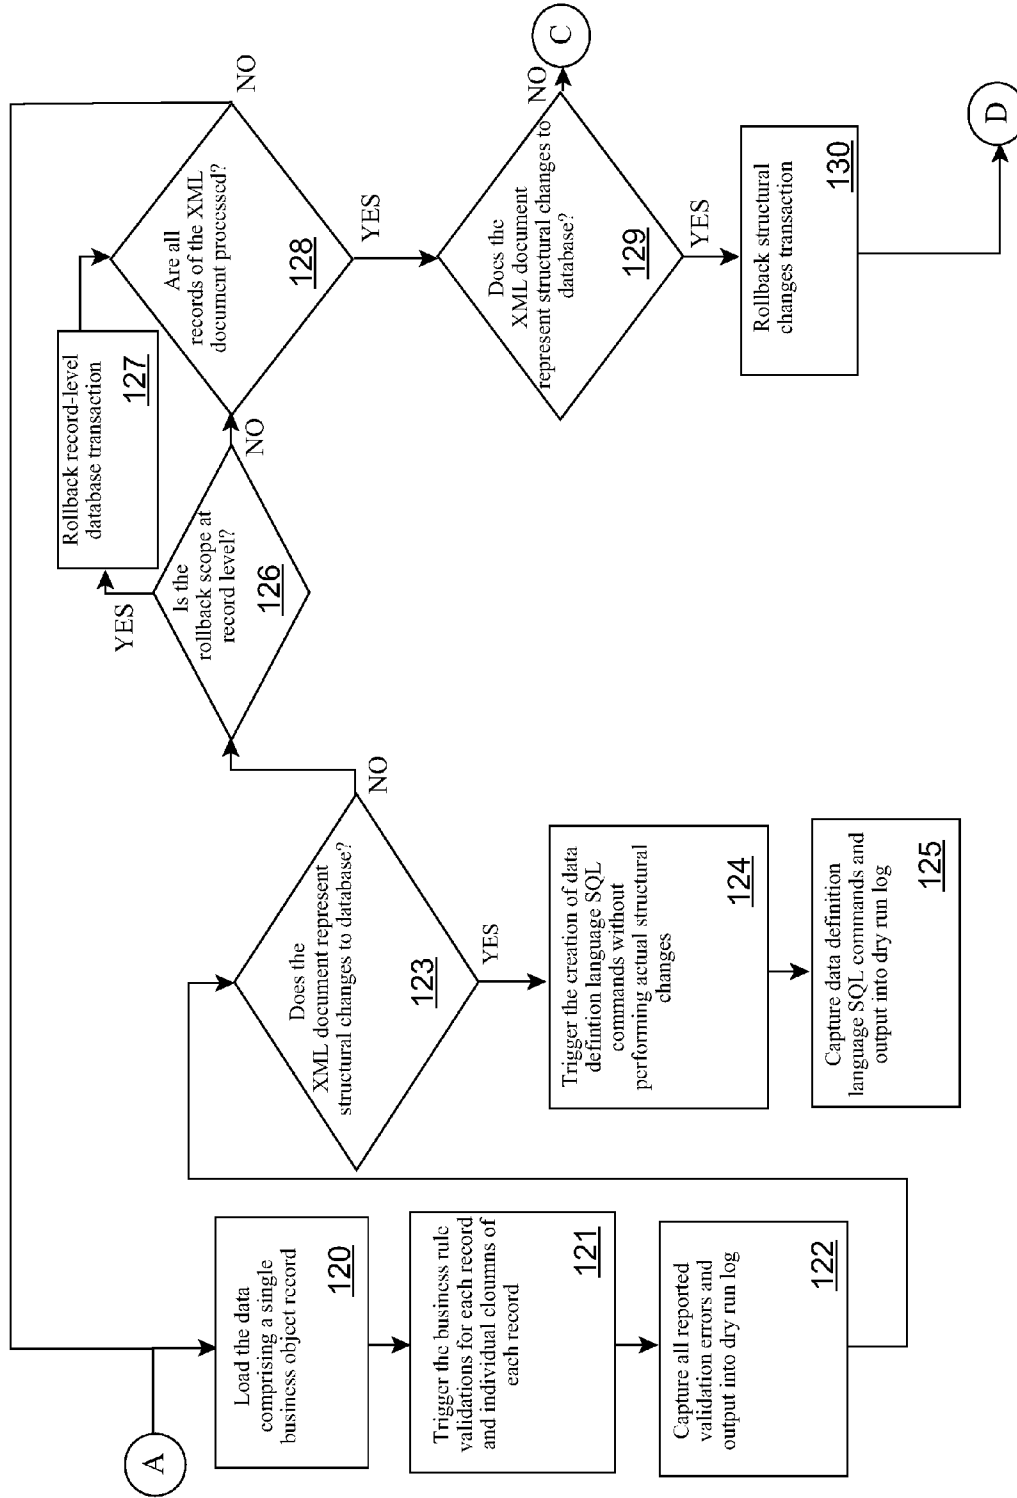 A
Load the data
comprising a single
business object record
120
Trigger the business rule
validations for each record
and individual cloumns of
each record
121
Capture all reported
validation errors and
output into dry run log
122
Does the
XML document represent
structural changes to database?
123
NO
YES
Trigger the creation of data
defintion language SQL
commands without
performing actual structural
changes
124
Capture data definition
language SQL commands and
output into dry run log
125
Is the
rollback scope at
record level?
126
YES
NO
Rollback record-level
database transaction
127
Are all
records of the XML
document processed?
128
NO
YES
Does the
XML document
represent structural changes to
database?
129
NO
C
YES
Rollback structural
changes transaction
130
D